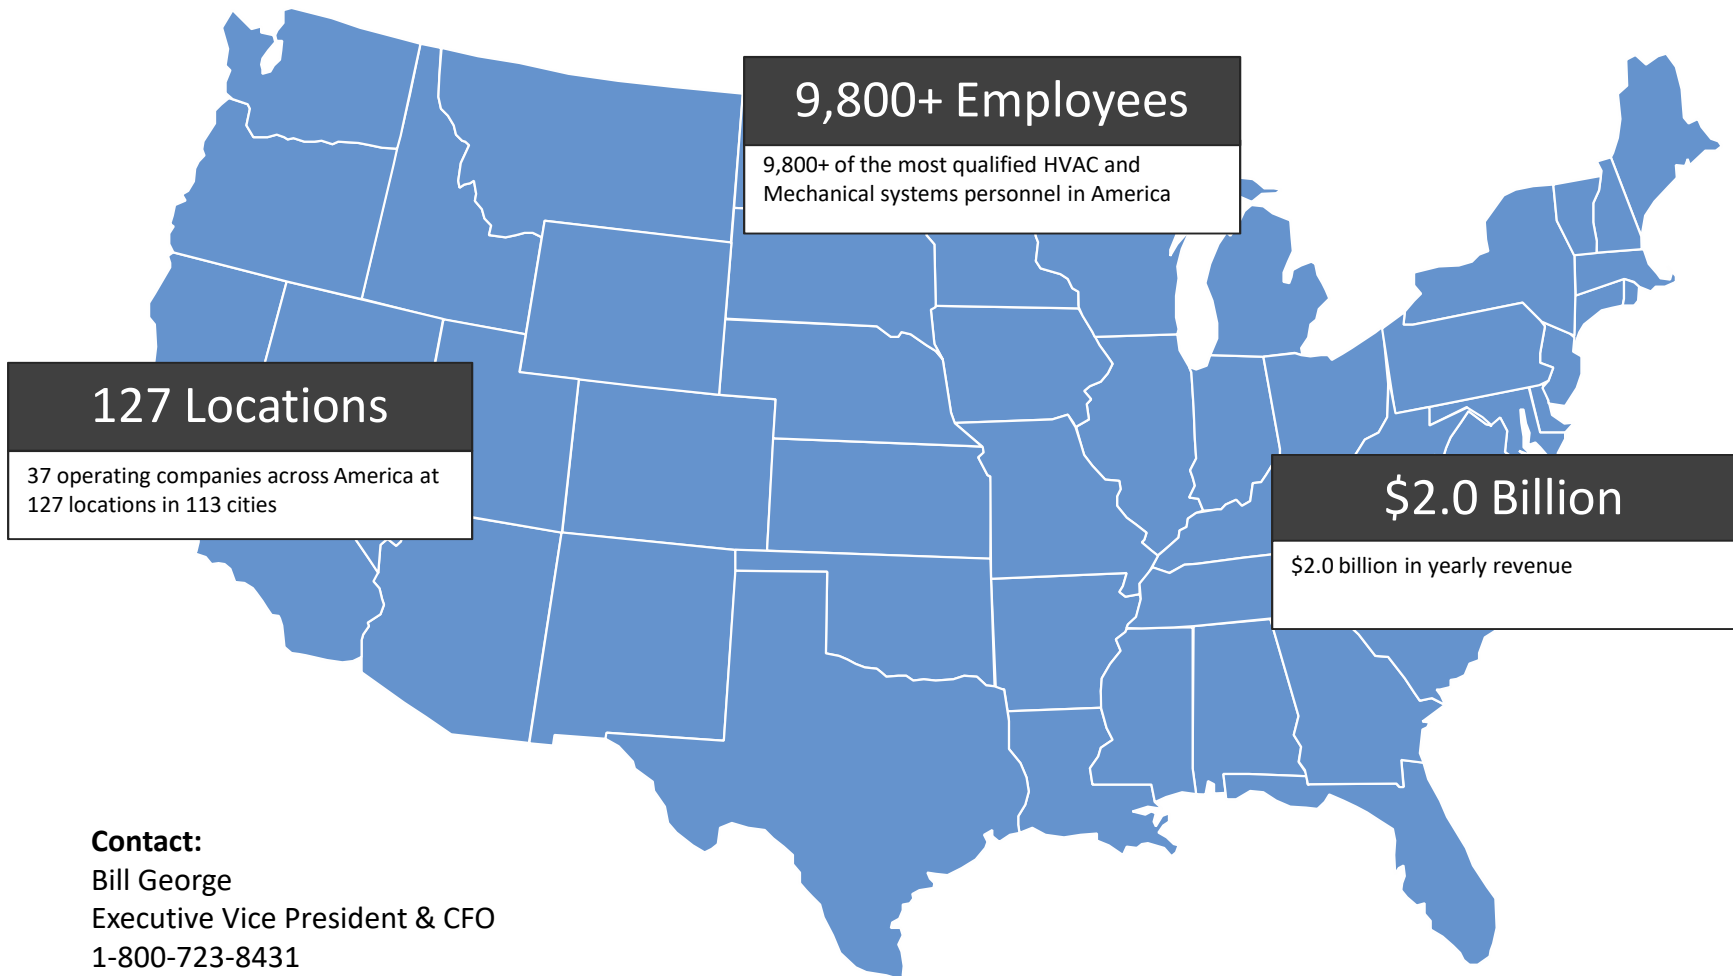 9,800+ Employees
9,800+ of the most qualified HVAC and
Mechanical systems personnel in America
127 Locations
37 operating companies across America at
127 locations in 113 cities
$2.0 Billion
$2.0 billion in yearly revenue
Contact:
Bill George
Executive Vice President & CFO
1-800-723-8431